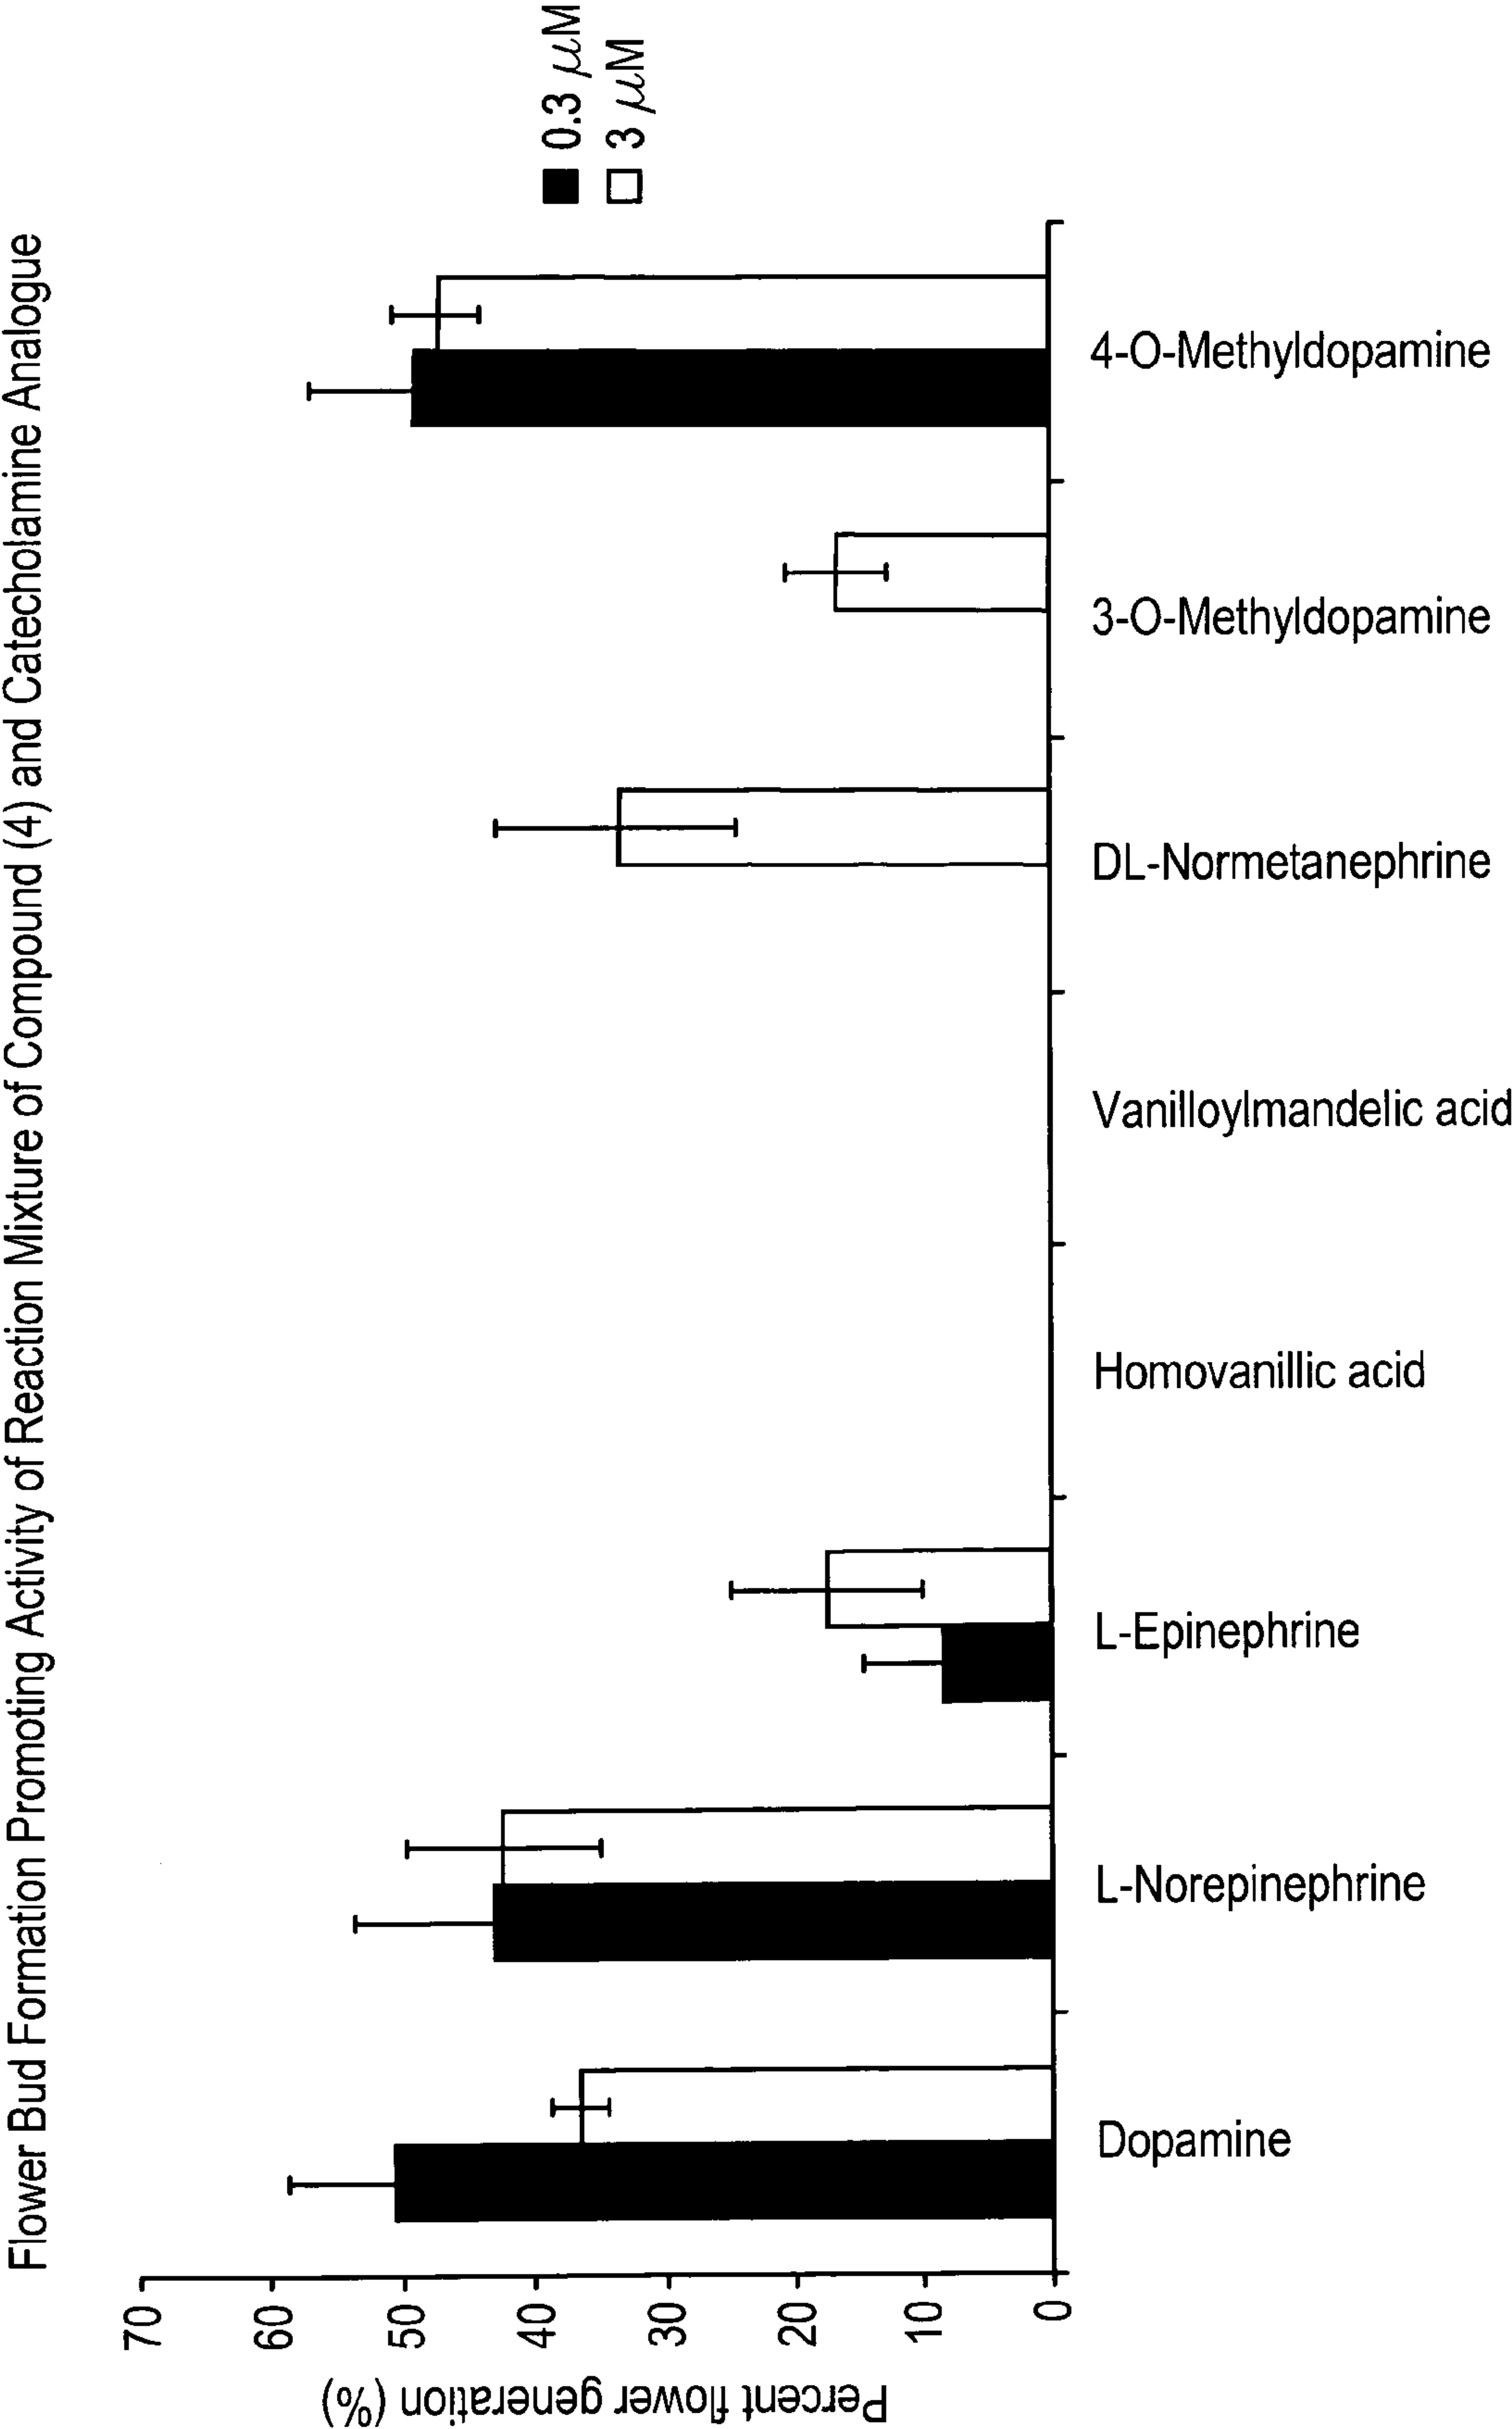 Flower Bud Formation Promoting Activity of Reaction Mixture of Compound (4) and Catecholamine Analogue
0.3 μM
3 μM
Percent flower generation (%)
70
60
50
40
30
20
10
0
Dopamine
L-Norepinephrine
L-Epinephrine
Homovanillic acid
Vanilloylmandelic acid
DL-Normetanephrine
3-O-Methyldopamine
4-O-Methyldopamine